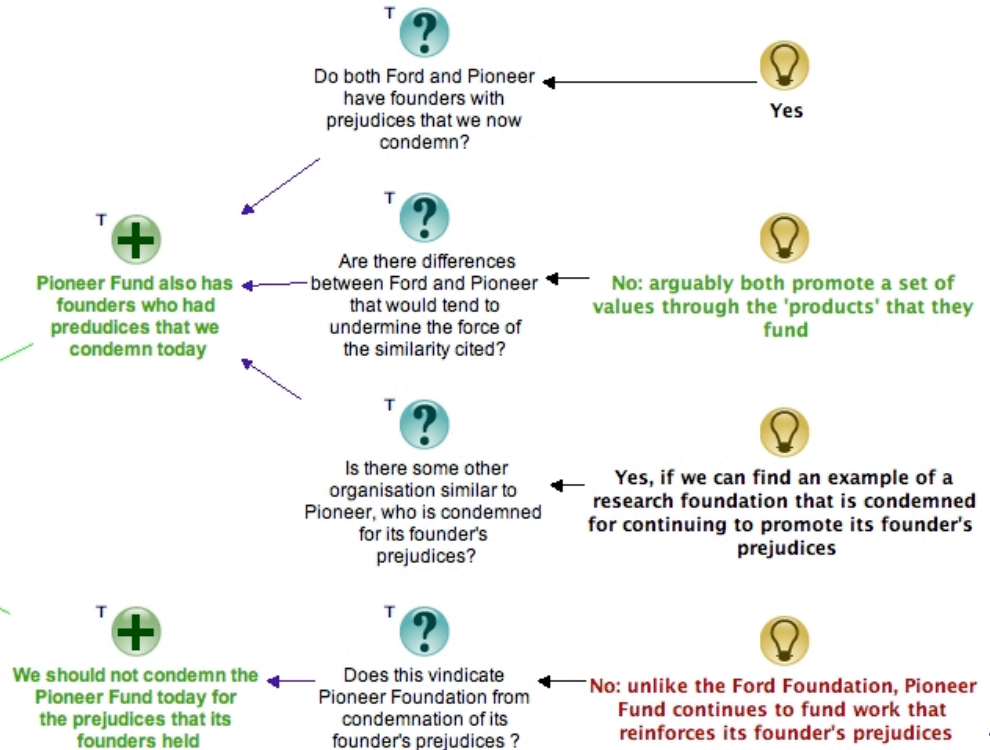 T
Do both Ford and Pioneer
have founders with
prejudices that we now
condemn?
Yes
T
Pioneer Fund also has
founders who had
predudices that we
condemn today
T
Are there differences
between Ford and Pioneer
that would tend to
undermine the force of
the similarity cited?
No: arguably both promote a set of
values through the 'products' that they
fund
T
Is there some other
organisation similar to
Pioneer, who is condemned
for its founder's
prejudices?
Yes, if we can find an example of a
research foundation that is condemned
for continuing to promote its founder's
prejudices
T
We should not condemn the
Pioneer Fund today for
the prejudices that its
founders held
T
Does this vindicate
Pioneer Foundation from
condemnation of its
founder's prejudices ?
No: unlike the Ford Foundation, Pioneer
Fund continues to fund work that
reinforces its founder's prejudices